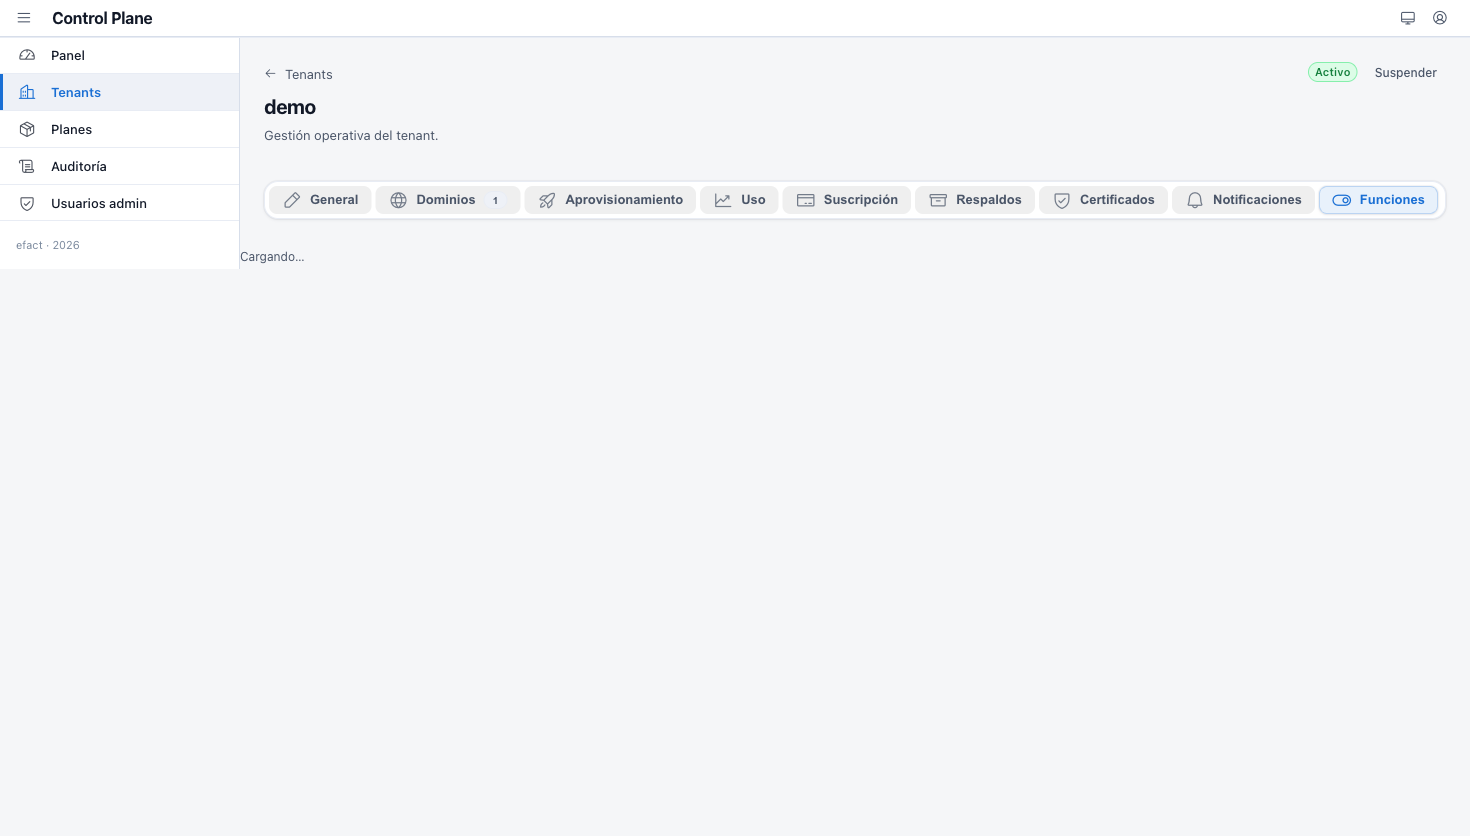 Control Plane
Panel
Tenants
Planes
Auditoría
Usuarios admin
efact · 2026
Tenants
Activo
Suspender
demo
Gestión operativa del tenant.
General
Dominios 1
Aprovisionamiento
Uso
Suscripción
Respaldos
Certificados
Notificaciones
Funciones
Cargando...